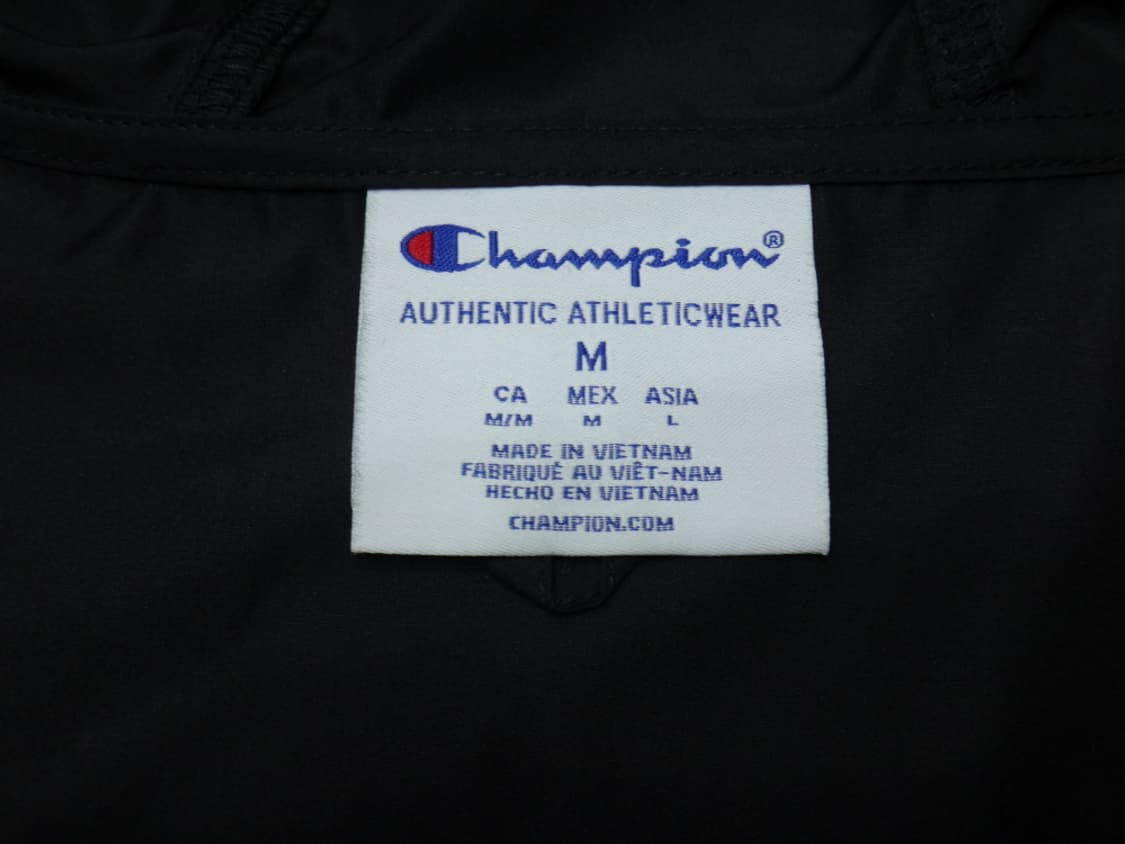 Champion®
AUTHENTIC ATHLETICWEAR
M
CA MEX ASIA
M/M M L
MADE IN VIETNAM
FABRIQUÉ AU VIÊT-NAM
HECHO EN VIETNAM
CHAMPION.COM